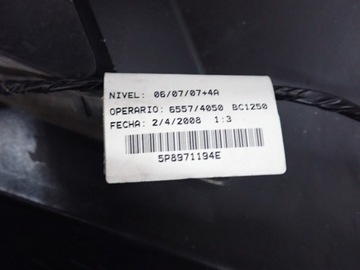 NIVEL: 06/07/07+4A
OPERARIO: 6557/4050 BC1250
FECHA: 2/4/2008 1:3
5P8971194E